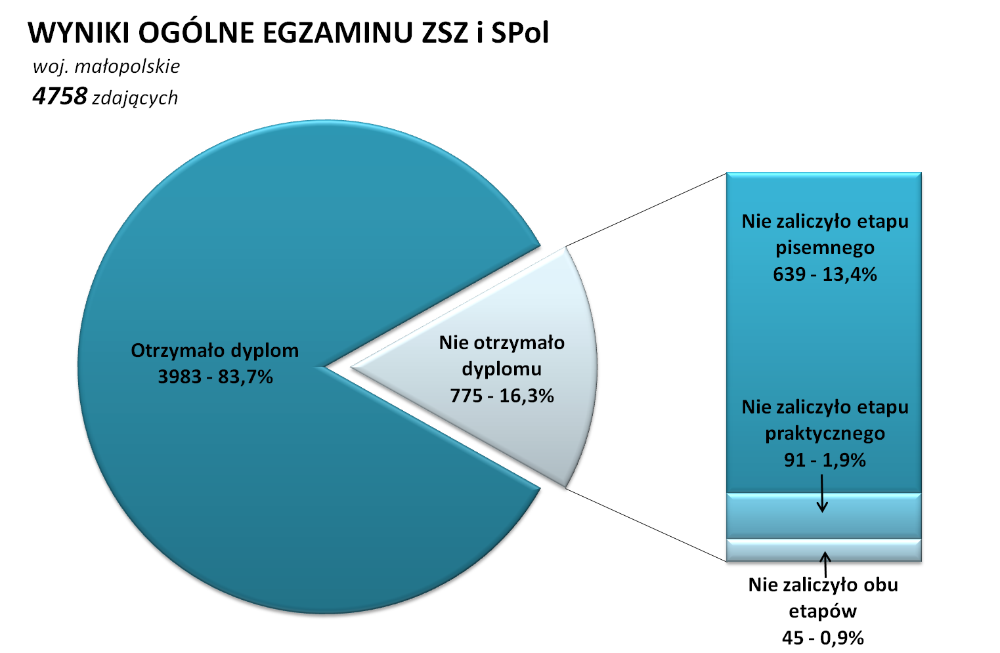 WYNIKI OGÓLNE EGZAMINU ZSZ i SPol
woj. małopolskie
4758 zdających
Otrzymało dyplom
3983 - 83,7%
Nie otrzymało
dyplomu
775 - 16,3%
Nie zaliczyło etapu
pisemnego
639 - 13,4%
Nie zaliczyło etapu
praktycznego
91 - 1,9%
Nie zaliczyło obu
etapów
45 - 0,9%